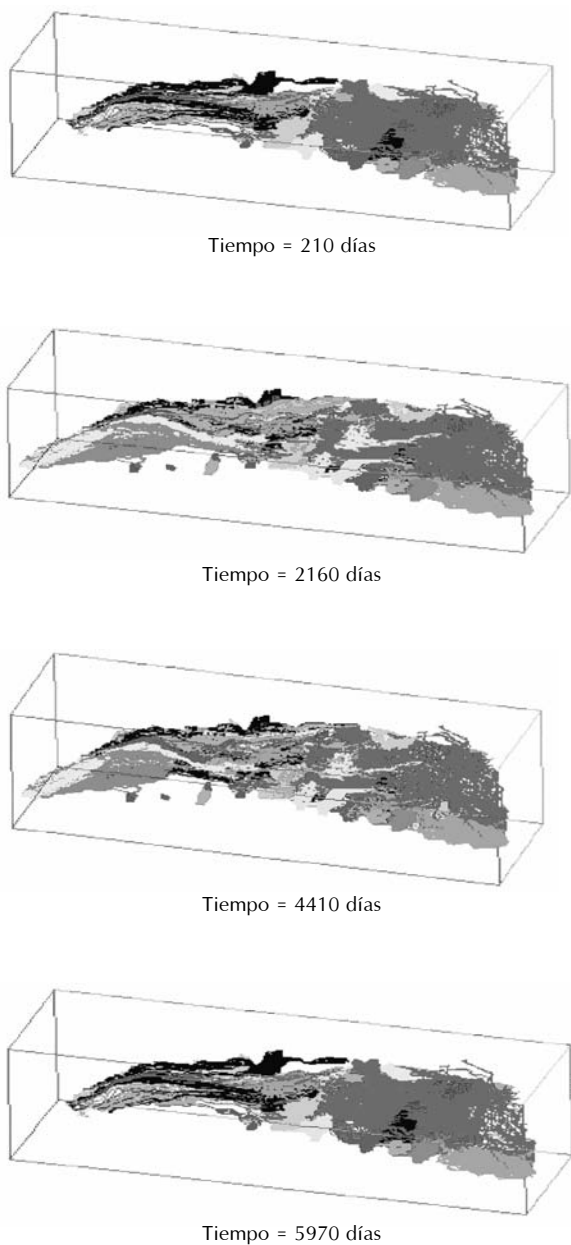 Tiempo = 210 días
Tiempo = 2160 días
Tiempo = 4410 días
Tiempo = 5970 días